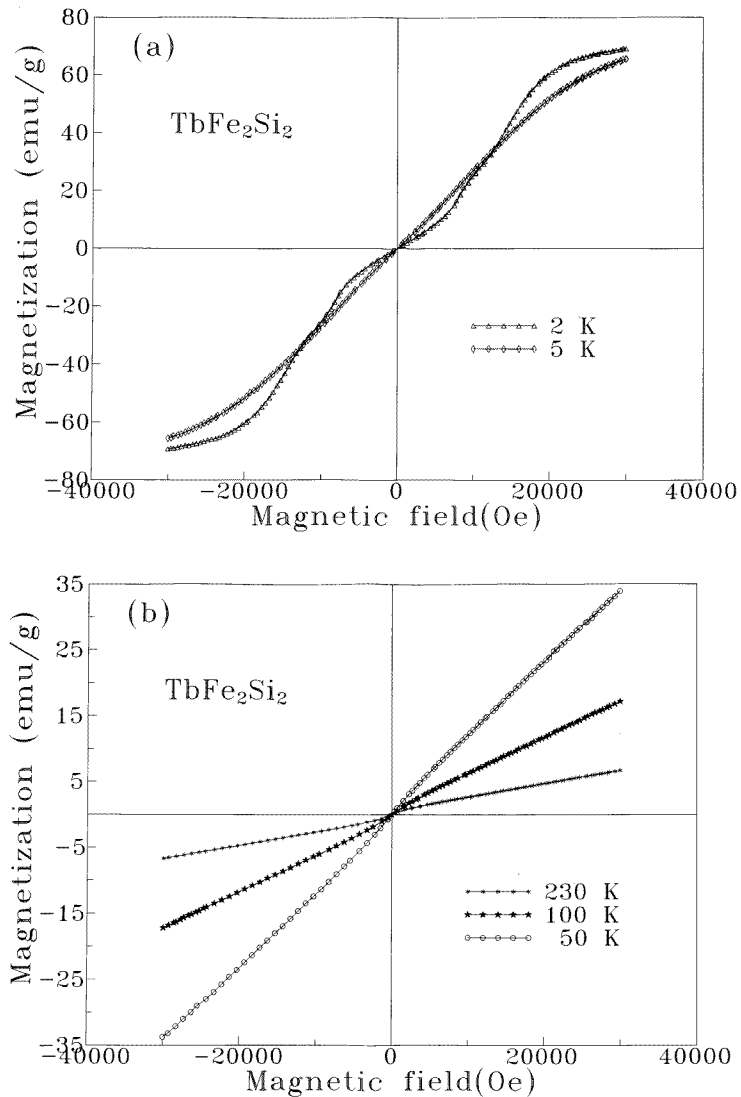 (a)
TbFe₂Si₂
Magnetization (emu/g)
80
60
40
20
0
−20
−40
−60
−80
2 K
5 K
−40000 −20000 0 20000 40000
Magnetic field(Oe)
(b)
TbFe₂Si₂
Magnetization (emu/g)
35
25
15
5
−5
−15
−25
−35
230 K
100 K
50 K
−40000 −20000 0 20000 40000
Magnetic field(Oe)